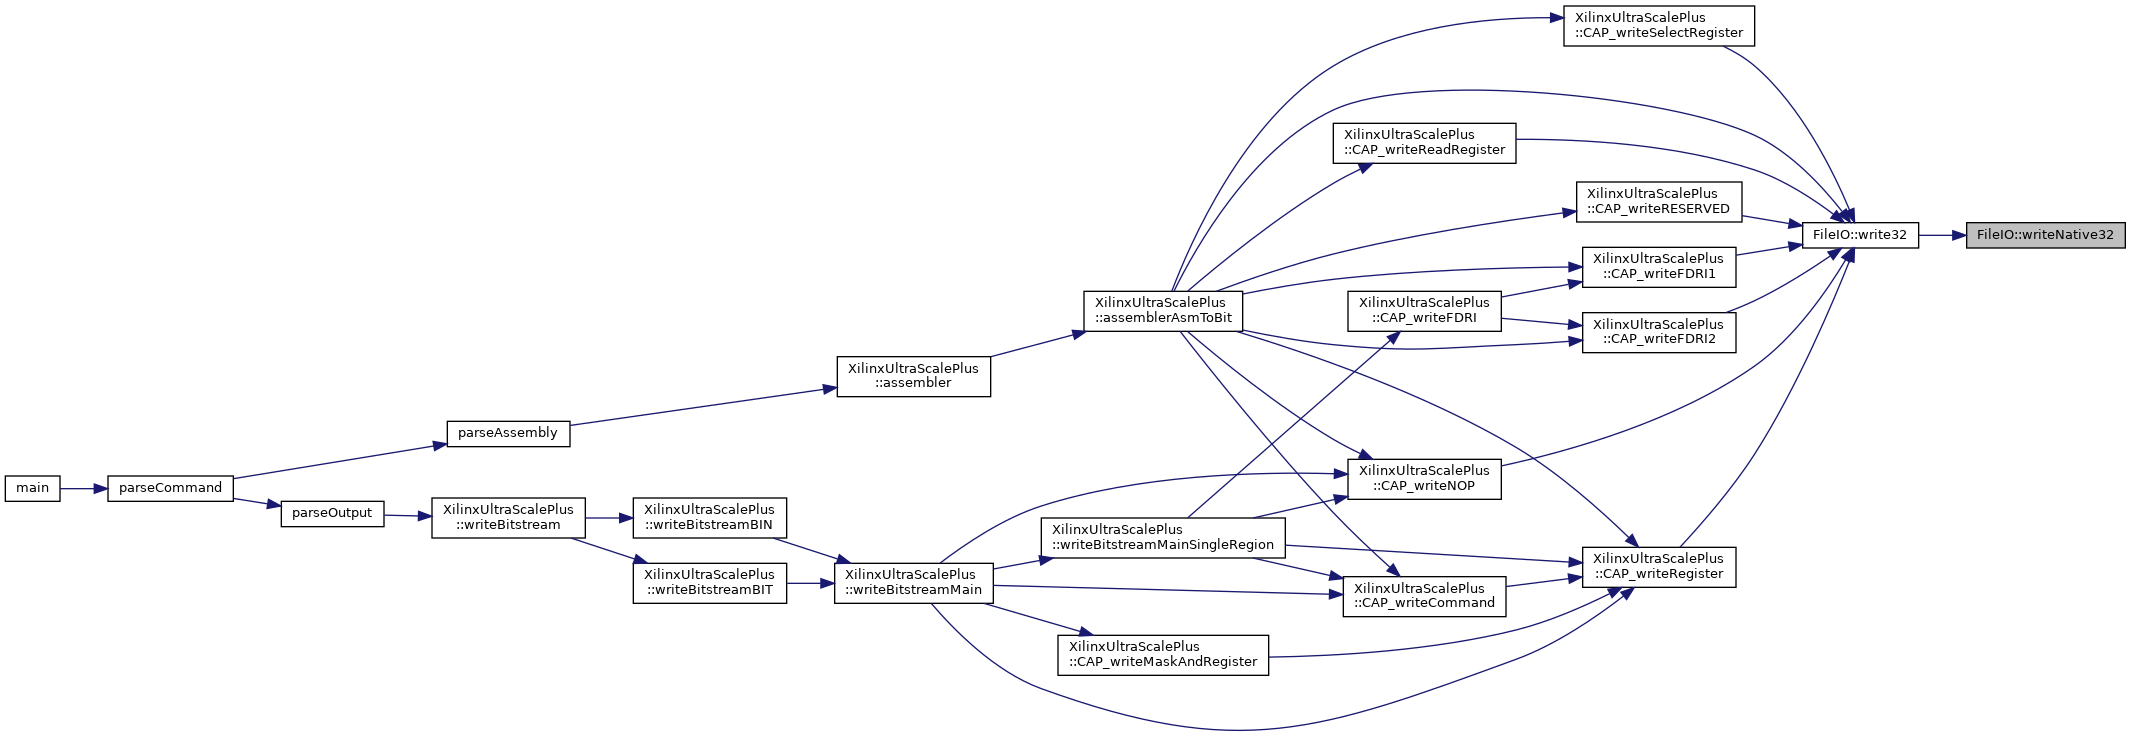 XilinxUltraScalePlus
::CAP_writeSelectRegister
XilinxUltraScalePlus
::CAP_writeReadRegister
XilinxUltraScalePlus
::CAP_writeRESERVED
FileIO::write32
FileIO::writeNative32
XilinxUltraScalePlus
::CAP_writeFDRI1
XilinxUltraScalePlus
::assemblerAsmToBit
XilinxUltraScalePlus
::CAP_writeFDRI
XilinxUltraScalePlus
::CAP_writeFDRI2
XilinxUltraScalePlus
::assembler
parseAssembly
main
parseCommand
parseOutput
XilinxUltraScalePlus
::writeBitstream
XilinxUltraScalePlus
::writeBitstreamBIN
XilinxUltraScalePlus
::CAP_writeNOP
XilinxUltraScalePlus
::writeBitstreamMainSingleRegion
XilinxUltraScalePlus
::CAP_writeRegister
XilinxUltraScalePlus
::writeBitstreamBIT
XilinxUltraScalePlus
::writeBitstreamMain
XilinxUltraScalePlus
::CAP_writeCommand
XilinxUltraScalePlus
::CAP_writeMaskAndRegister